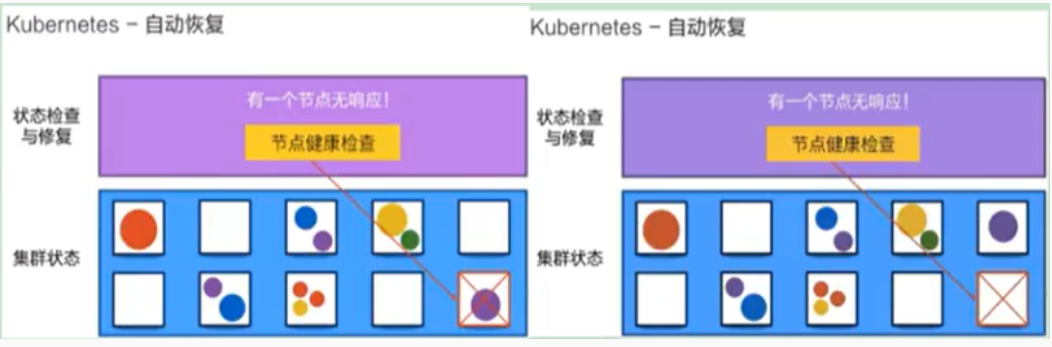 Kubernetes - 自动恢复
状态检查
与修复
有一个节点无响应!
节点健康检查
集群状态
Kubernetes - 自动恢复
状态检查
与修复
有一个节点无响应!
节点健康检查
集群状态